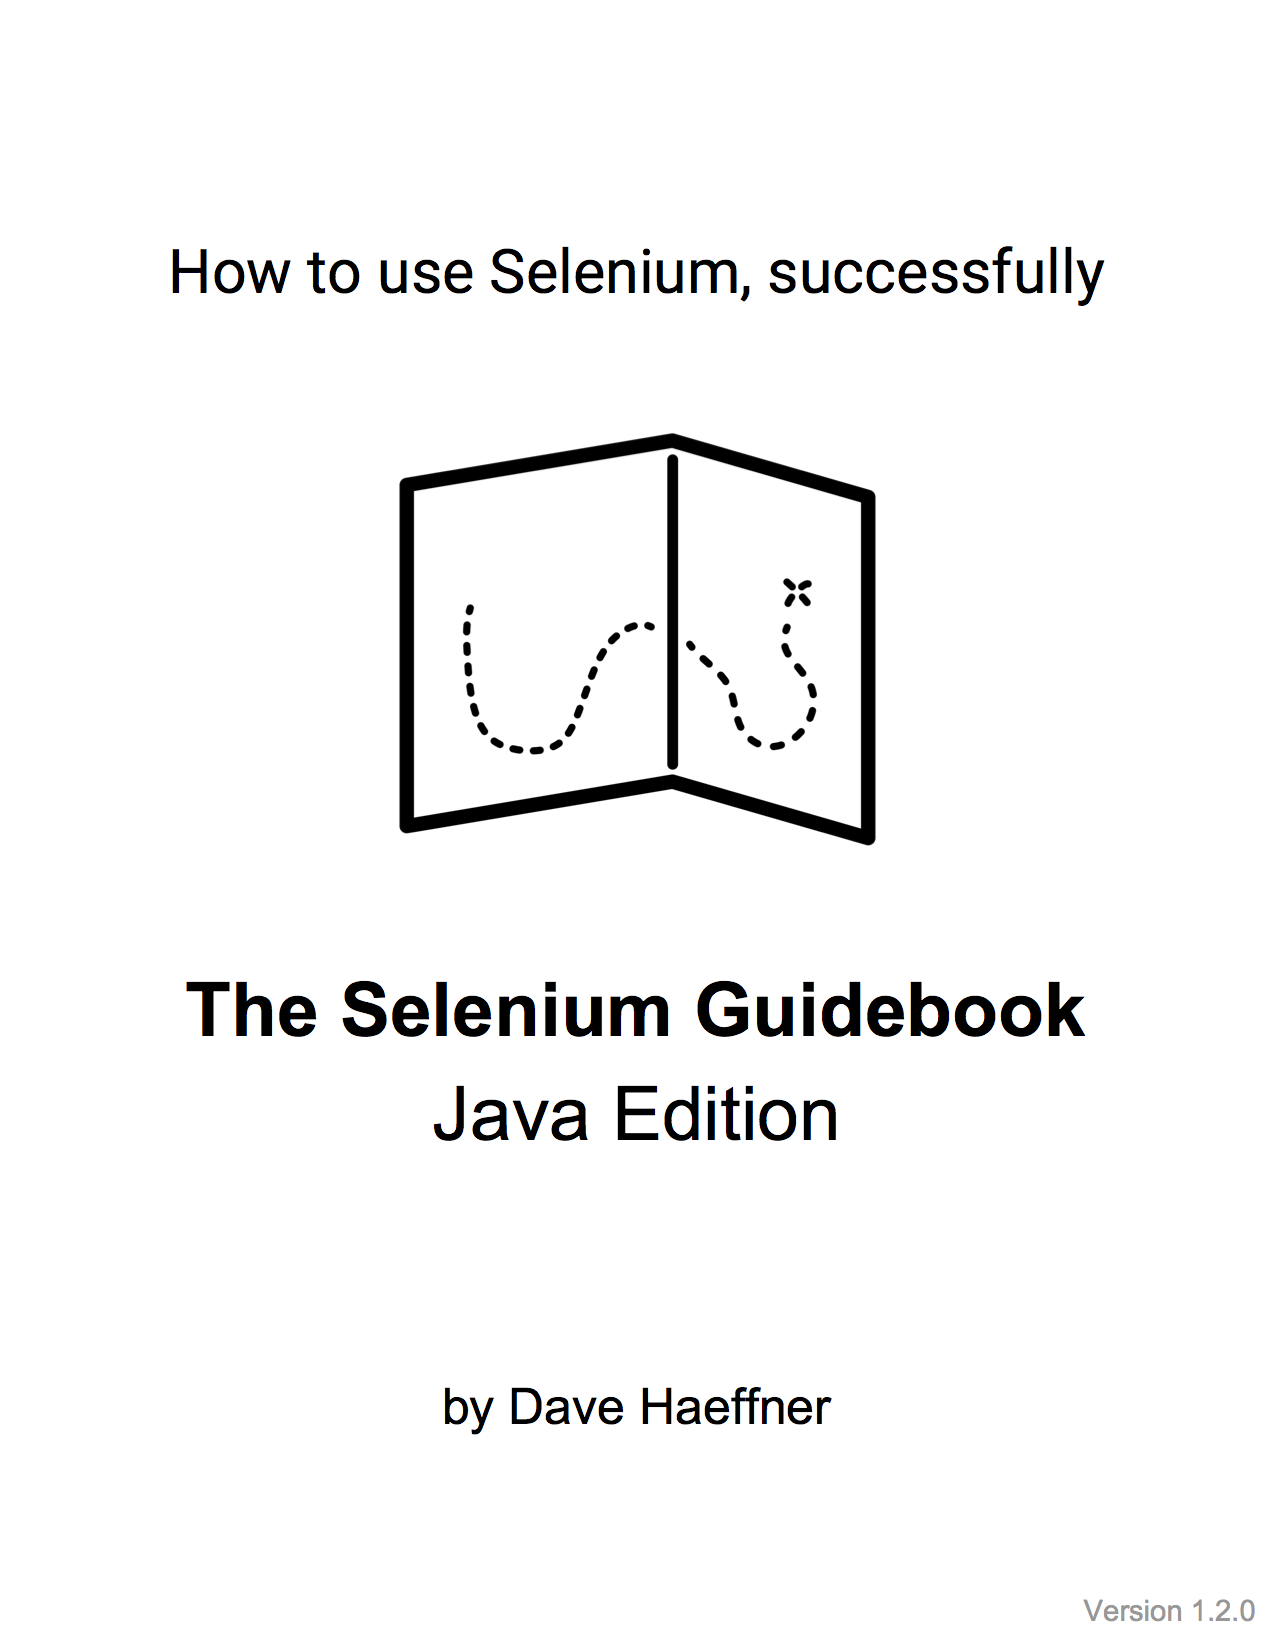 How to use Selenium, successfully
The Selenium Guidebook
Java Edition
by Dave Haeffner
Version 1.2.0